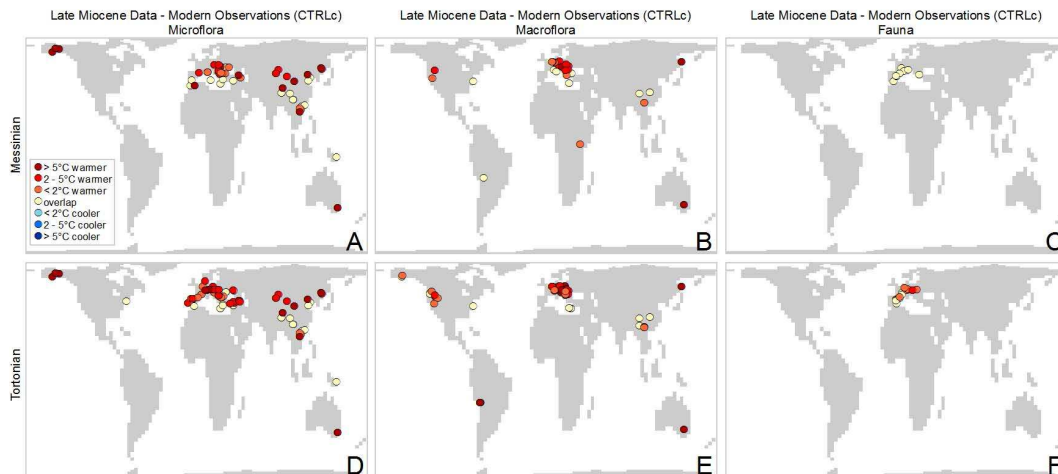 Late Miocene Data - Modern Observations (CTRLc)
Microflora
Late Miocene Data - Modern Observations (CTRLc)
Macroflora
Late Miocene Data - Modern Observations (CTRLc)
Fauna
Messinian
> 5°C warmer
2 - 5°C warmer
< 2°C warmer
overlap
< 2°C cooler
2 - 5°C cooler
> 5°C cooler
A
B
C
Tortonian
D
E
F